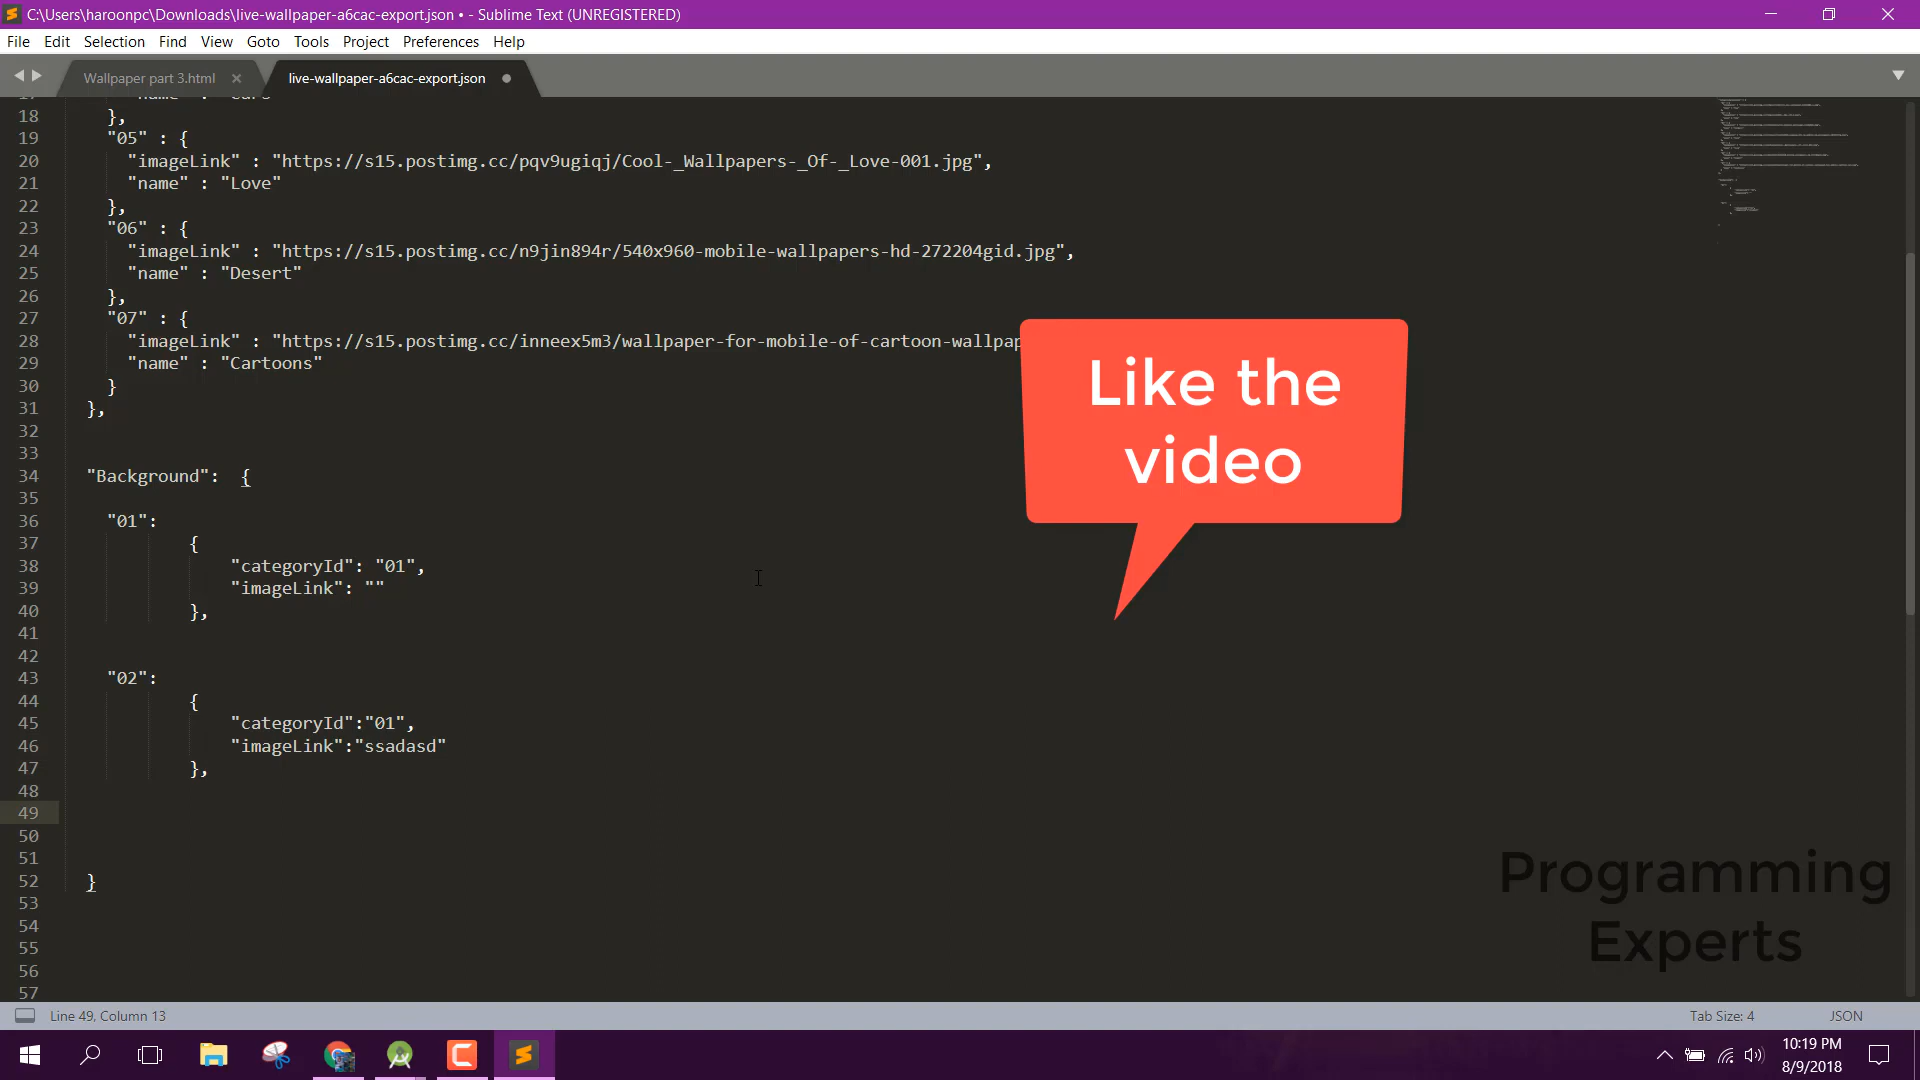 C:\Users\haroonpc\Downloads\live-wallpaper-a6cac-export.json • - Sublime Text (UNREGISTERED)
File Edit Selection Find View Goto Tools Project Preferences Help
Wallpaper part 3.html × live-wallpaper-a6cac-export.json
18 },
19 "05" : {
20 "imageLink" : "https://s15.postimg.cc/pqv9ugiqj/Cool-_Wallpapers-_Of-_Love-001.jpg",
21 "name" : "Love"
22 },
23 "06" : {
24 "imageLink" : "https://s15.postimg.cc/n9jin894r/540x960-mobile-wallpapers-hd-272204gid.jpg",
25 "name" : "Desert"
26 },
27 "07" : {
28 "imageLink" : "https://s15.postimg.cc/inneex5m3/wallpaper-for-mobile-of-cartoon-wallpap
29 "name" : "Cartoons"
30 }
31 },
32
33
34 "Background": {
35
36 "01":
37 {
38 "categoryId": "01",
39 "imageLink": ""
40 },
41
42
43 "02":
44 {
45 "categoryId":"01",
46 "imageLink":"ssadasd"
47 },
48
49
50
51
52 }
53
54
55
56
57
Like the
video
Programming
Experts
Line 49, Column 13 Tab Size: 4 JSON
10:19 PM
8/9/2018